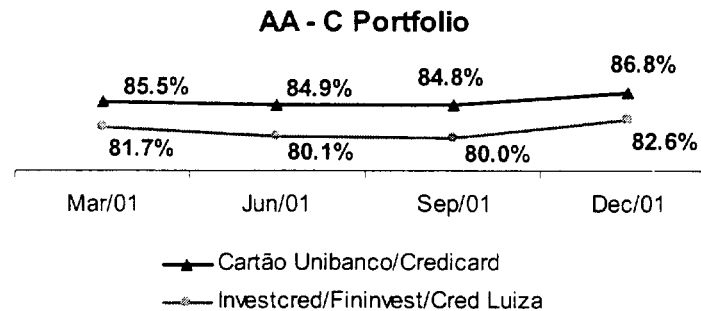 AA - C Portfolio
85.5% 84.9% 84.8% 86.8%
81.7% 80.1% 80.0% 82.6%
Mar/01 Jun/01 Sep/01 Dec/01
Cartão Unibanco/Credicard
Investcred/Fininvest/Cred Luiza